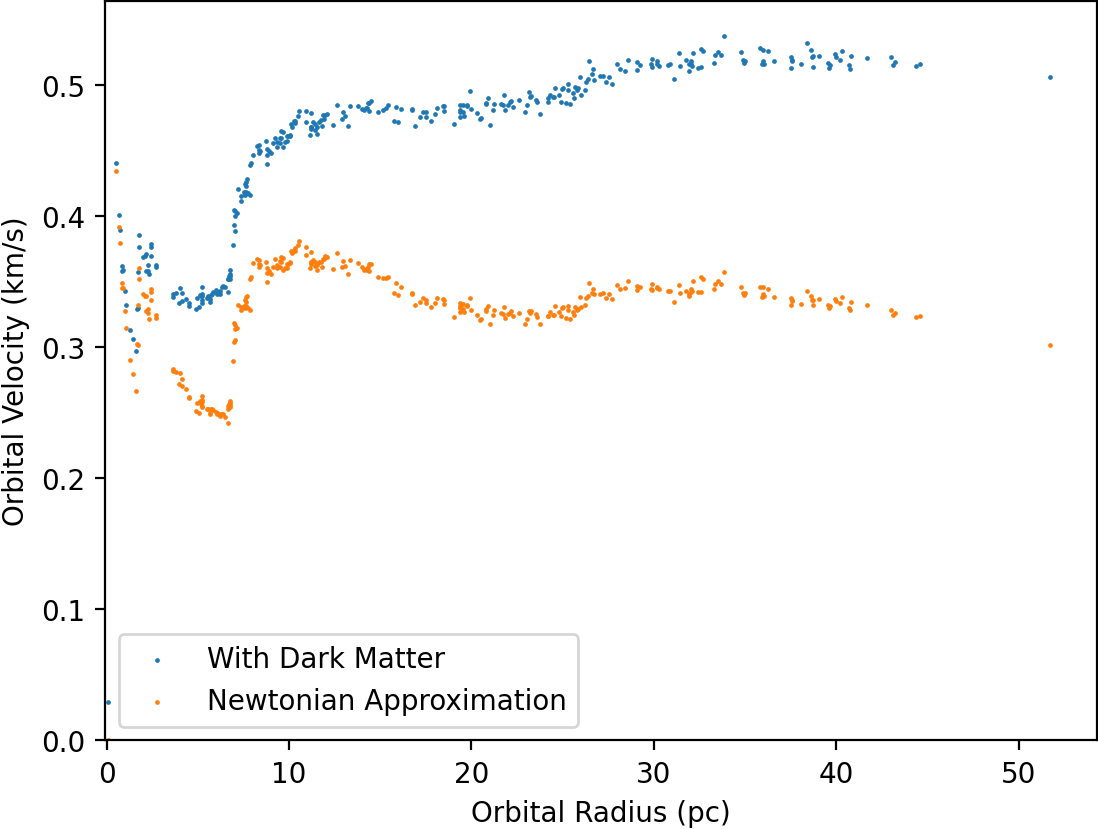 0.5
0.4
0.3
0.2
0.1
0.0
Orbital Velocity (km/s)
With Dark Matter
Newtonian Approximation
0 10 20 30 40 50
Orbital Radius (pc)